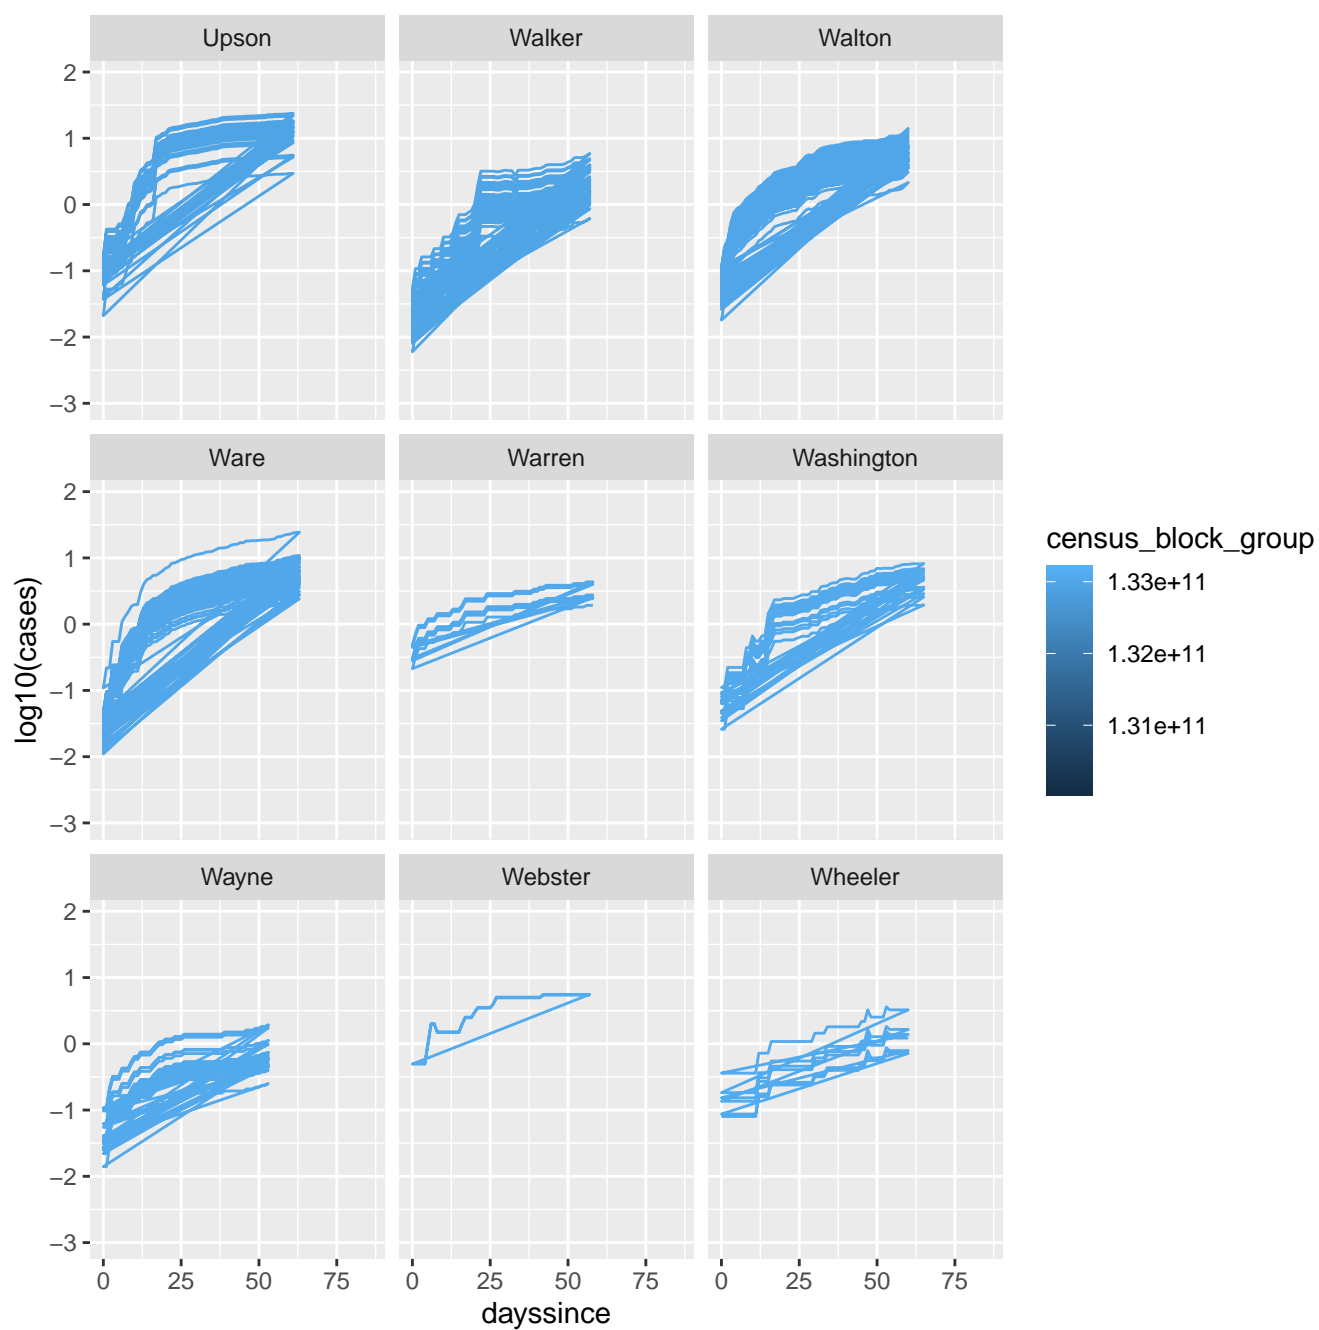 Upson Walker Walton
2
1
0
−1
−2
−3
Ware Warren Washington
2
1
0
−1
−2
−3
Wayne Webster Wheeler
2
1
0
−1
−2
−3
0 25 50 75 0 25 50 75 0 25 50 75
dayssince
log10(cases)
census_block_group
1.33e+11
1.32e+11
1.31e+11